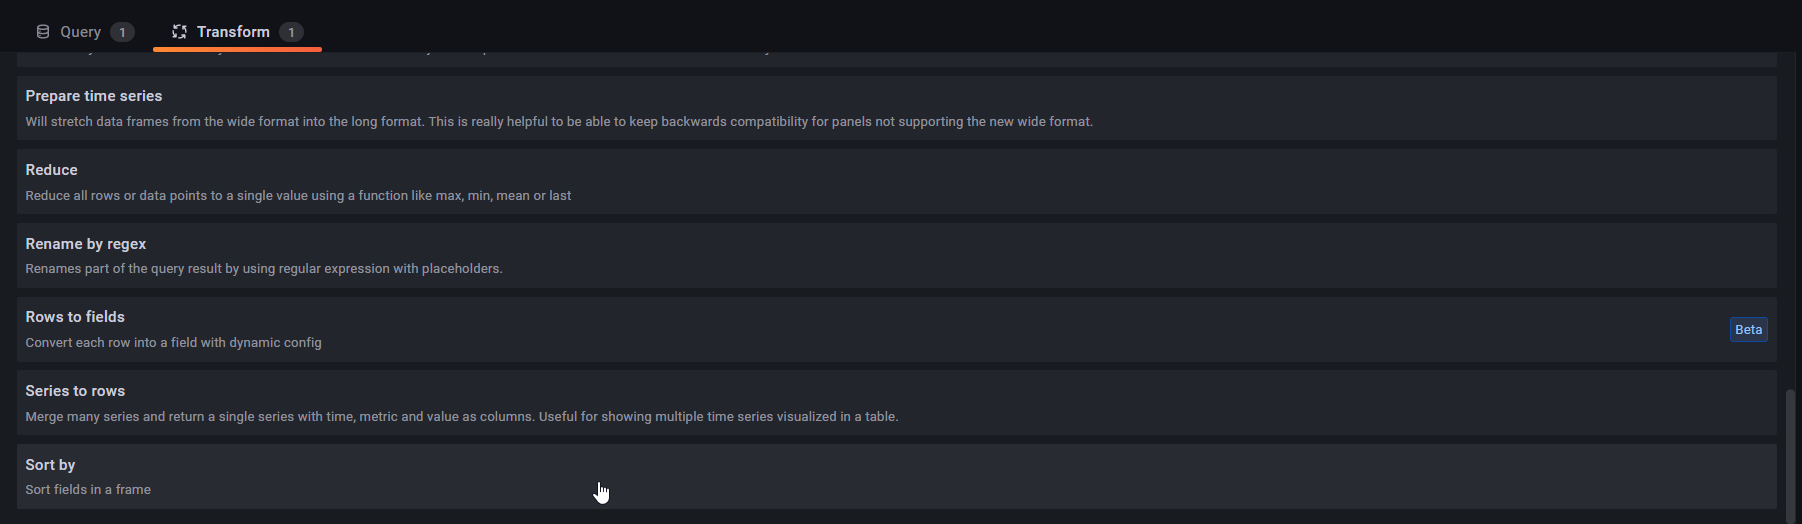 Query 1 Transform 1
Prepare time series
Will stretch data frames from the wide format into the long format. This is really helpful to be able to keep backwards compatibility for panels not supporting the new wide format.
Reduce
Reduce all rows or data points to a single value using a function like max, min, mean or last
Rename by regex
Renames part of the query result by using regular expression with placeholders.
Rows to fields
Beta
Convert each row into a field with dynamic config
Series to rows
Merge many series and return a single series with time, metric and value as columns. Useful for showing multiple time series visualized in a table.
Sort by
Sort fields in a frame